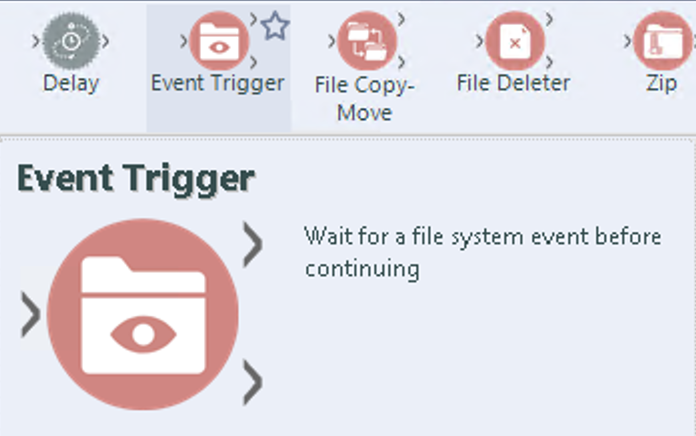 Delay
Event Trigger
File Copy-
Move
File Deleter
Zip
Event Trigger
Wait for a file system event before
continuing